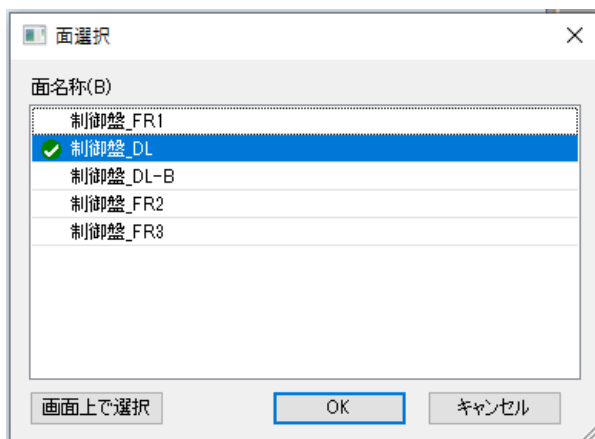 面選択
面名称(B)
制御盤_FR1
制御盤_DL
制御盤_DL-B
制御盤_FR2
制御盤_FR3
画面上で選択 OK キャンセル